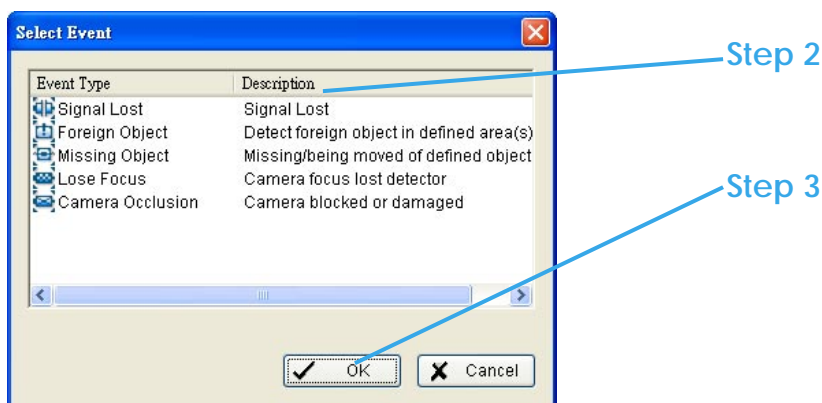 Select Event
Step 2
Event Type Description
Signal Lost Signal Lost
Foreign Object Detect foreign object in defined area(s)
Missing Object Missing/being moved of defined object
Lose Focus Camera focus lost detector
Step 3
Camera Occlusion Camera blocked or damaged
OK Cancel